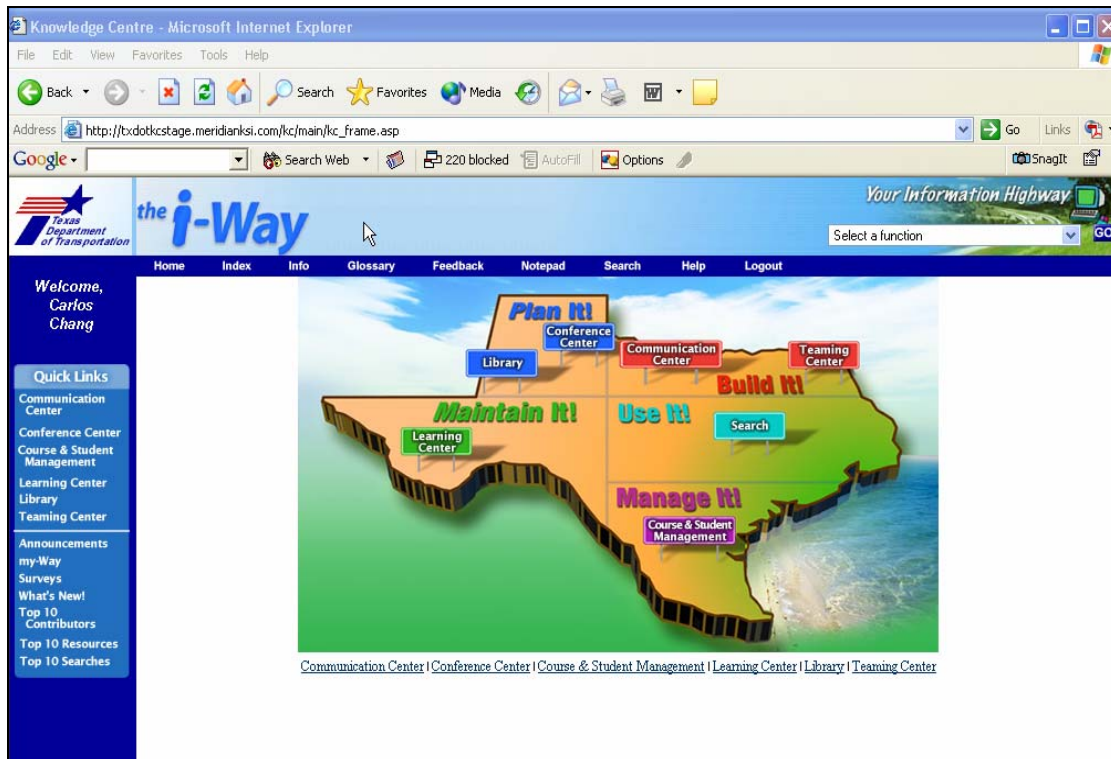 Knowledge Centre - Microsoft Internet Explorer
File Edit View Favorites Tools Help
Back Search Favorites Media
Address http://txdotkcstage.meridianksi.com/kc/main/kc_frame.asp Go Links
Google Search Web 220 blocked AutoFill Options SnagIt
Texas
Department
of Transportation
the i-Way
Your Information Highway
Select a function GO
Home Index Info Glossary Feedback Notepad Search Help Logout
Welcome,
Carlos
Chang
Quick Links
Communication
Center
Conference Center
Course & Student
Management
Learning Center
Library
Teaming Center
Announcements
my-Way
Surveys
What's New!
Top 10
Contributors
Top 10 Resources
Top 10 Searches
Plan It!
Conference
Center
Library
Communication
Center
Teaming
Center
Build It!
Maintain It!
Learning
Center
Use It!
Search
Manage It!
Course & Student
Management
Communication Center | Conference Center | Course & Student Management | Learning Center | Library | Teaming Center